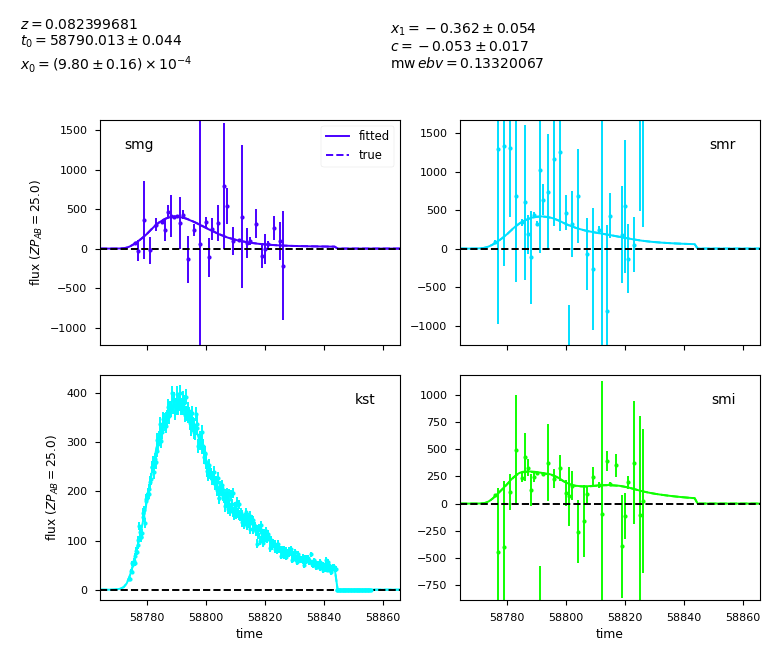 z = 0.082399681
t₀ = 58790.013 ± 0.044
x₀ = (9.80 ± 0.16) × 10⁻⁴
x₁ = −0.362 ± 0.054
c = −0.053 ± 0.017
mw ebv = 0.13320067
smg
fitted
true
1500
1000
500
0
−500
−1000
flux (ZP_AB = 25.0)
smr
1500
1000
500
0
−500
−1000
kst
400
300
200
100
0
flux (ZP_AB = 25.0)
58780 58800 58820 58840 58860
time
smi
1000
750
500
250
0
−250
−500
−750
58780 58800 58820 58840 58860
time